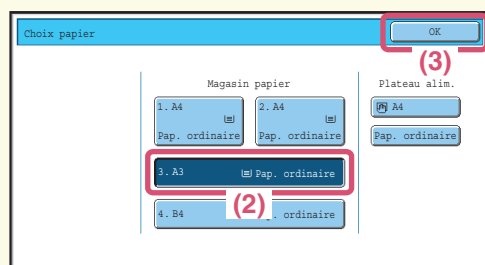 Choix papier
OK
(3)
Magasin papier
Plateau alim.
1. A4
Pap. ordinaire
2. A4
Pap. ordinaire
A4
Pap. ordinaire
3. A3 Pap. ordinaire
(2)
4. B4 ordinaire